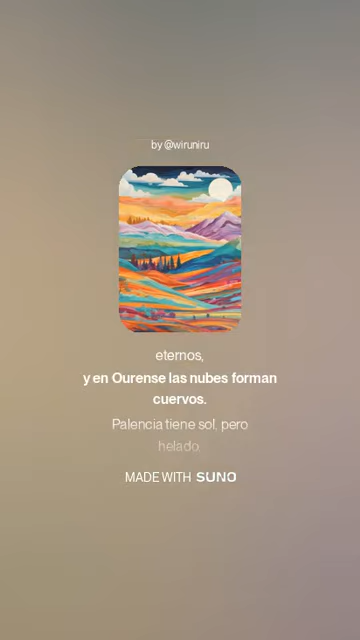 by @wiruniru
eternos,
y en Ourense las nubes forman
cuervos.
Palencia tiene sol, pero
helado,
MADE WITH SUNO